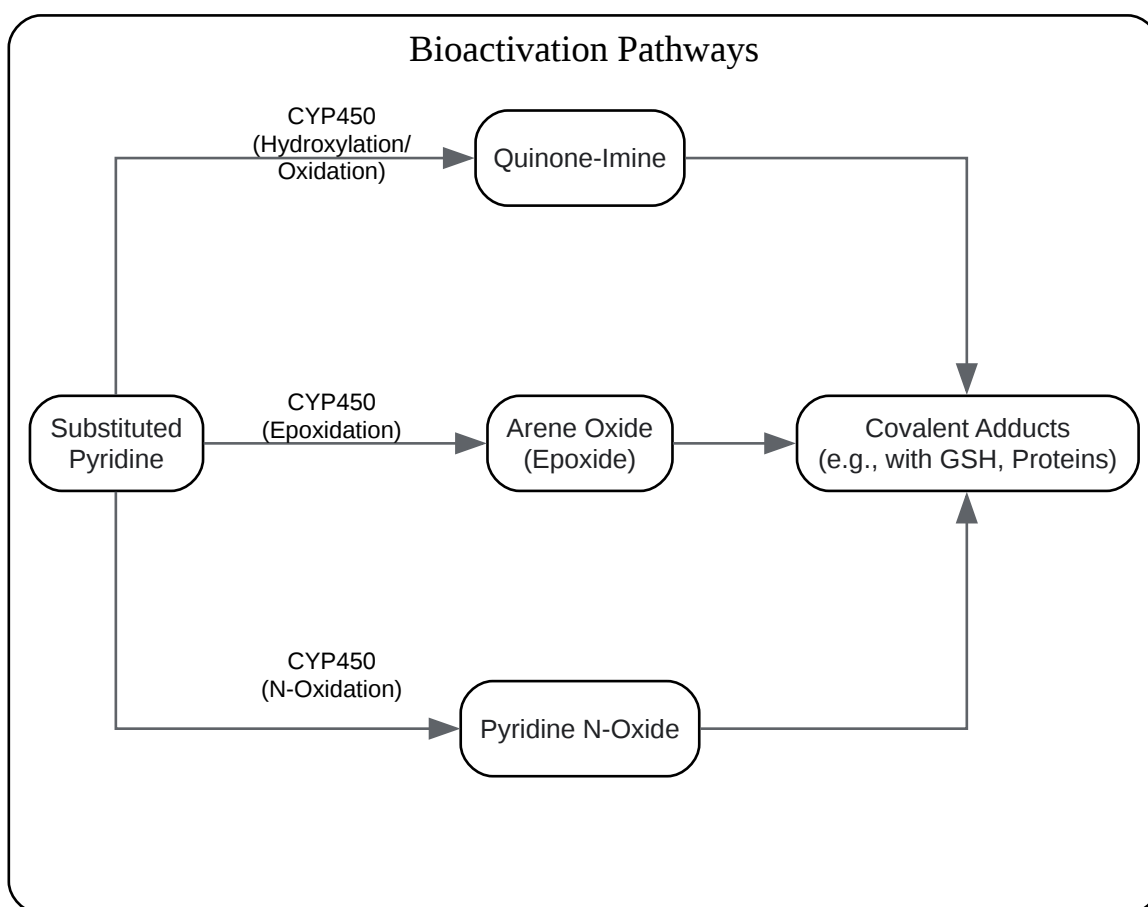 Bioactivation Pathways
CYP450
(Hydroxylation/
Oxidation)
Quinone-Imine
Substituted
Pyridine
CYP450
(Epoxidation)
Arene Oxide
(Epoxide)
Covalent Adducts
(e.g., with GSH, Proteins)
CYP450
(N-Oxidation)
Pyridine N-Oxide